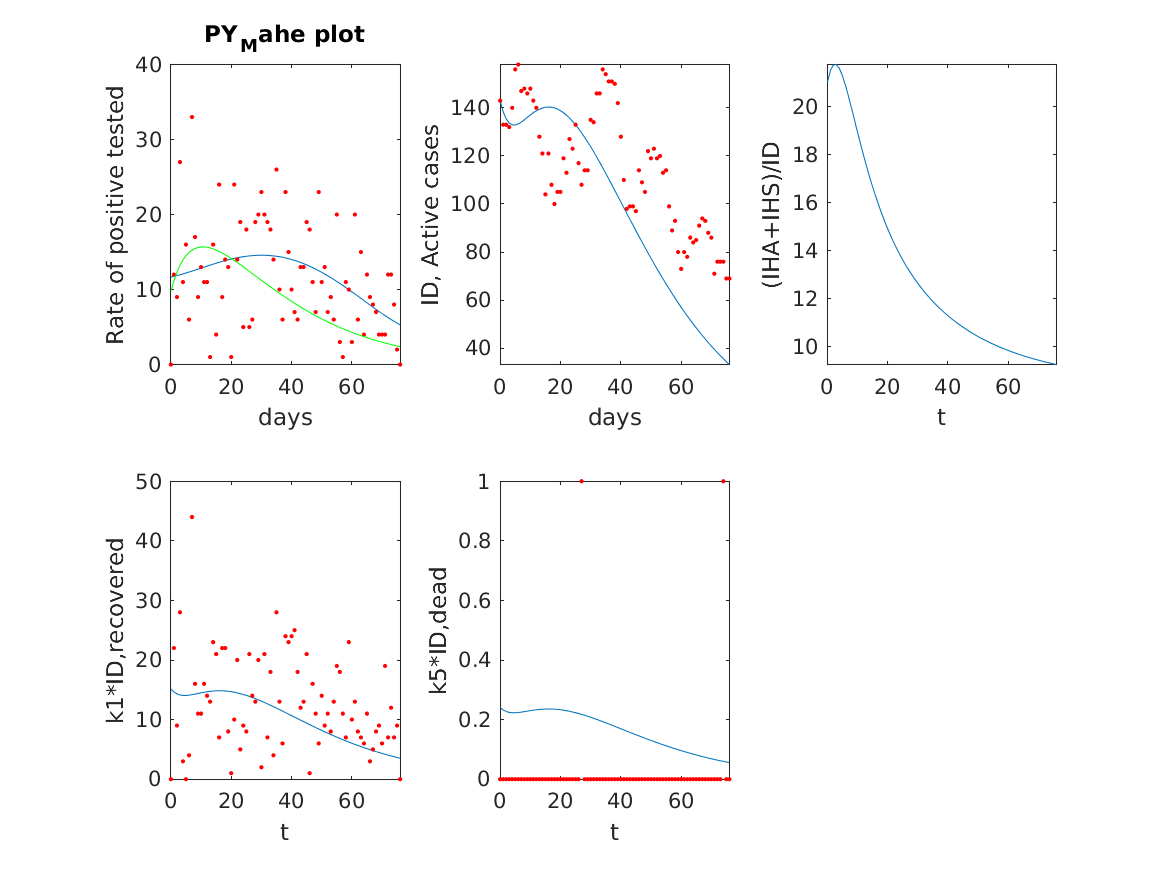 PY_Mahe plot
Rate of positive tested
40
30
20
10
0
0 20 40 60
days
ID, Active cases
140
120
100
80
60
40
0 20 40 60
days
(IHA+IHS)/ID
20
18
16
14
12
10
0 20 40 60
t
k1*ID,recovered
50
40
30
20
10
0
0 20 40 60
t
k5*ID,dead
1
0.8
0.6
0.4
0.2
0
0 20 40 60
t